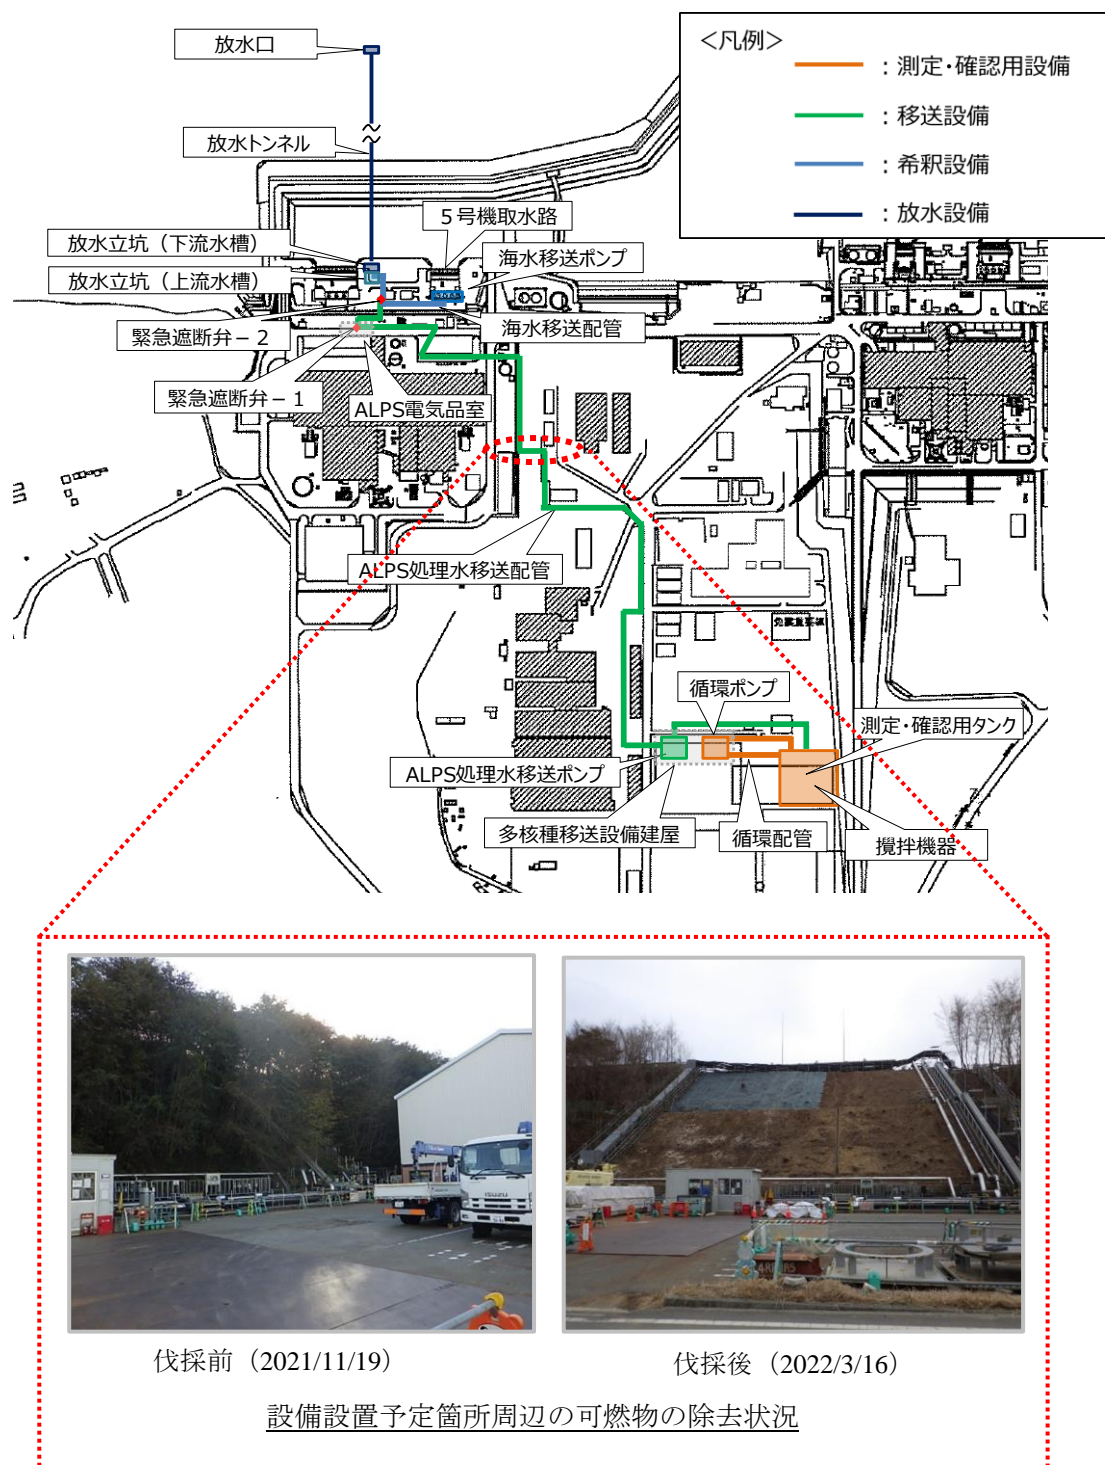 ＜凡例＞
：測定・確認用設備
：移送設備
：希釈設備
：放水設備
放水口
放水トンネル
５号機取水路
放水立坑（下流水槽）
海水移送ポンプ
放水立坑（上流水槽）
緊急遮断弁－２
海水移送配管
緊急遮断弁－１
ALPS電気品室
ALPS処理水移送配管
免震重要棟
循環ポンプ
測定・確認用タンク
ALPS処理水移送ポンプ
多核種移送設備建屋
循環配管
攪拌機器
ISUZU
伐採前（2021/11/19）
伐採後（2022/3/16）
設備設置予定箇所周辺の可燃物の除去状況